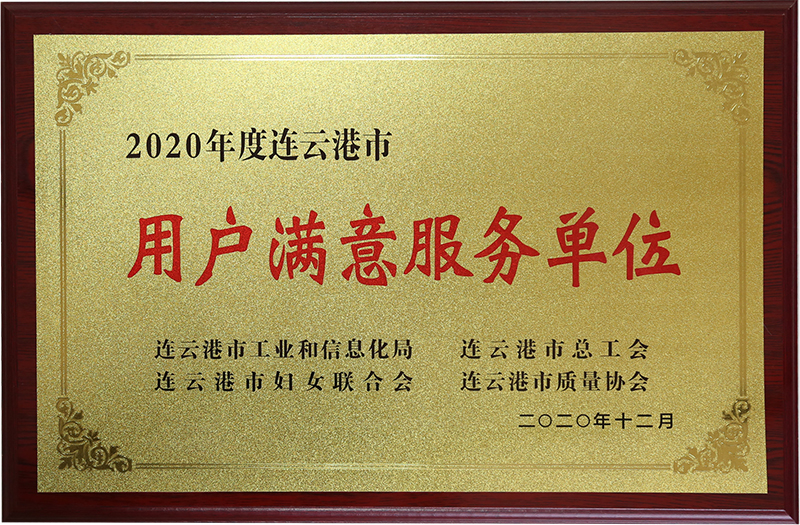 2020年度连云港市
用户满意服务单位
连云港市工业和信息化局 连云港市总工会
连云港市妇女联合会 连云港市质量协会
二〇二〇年十二月